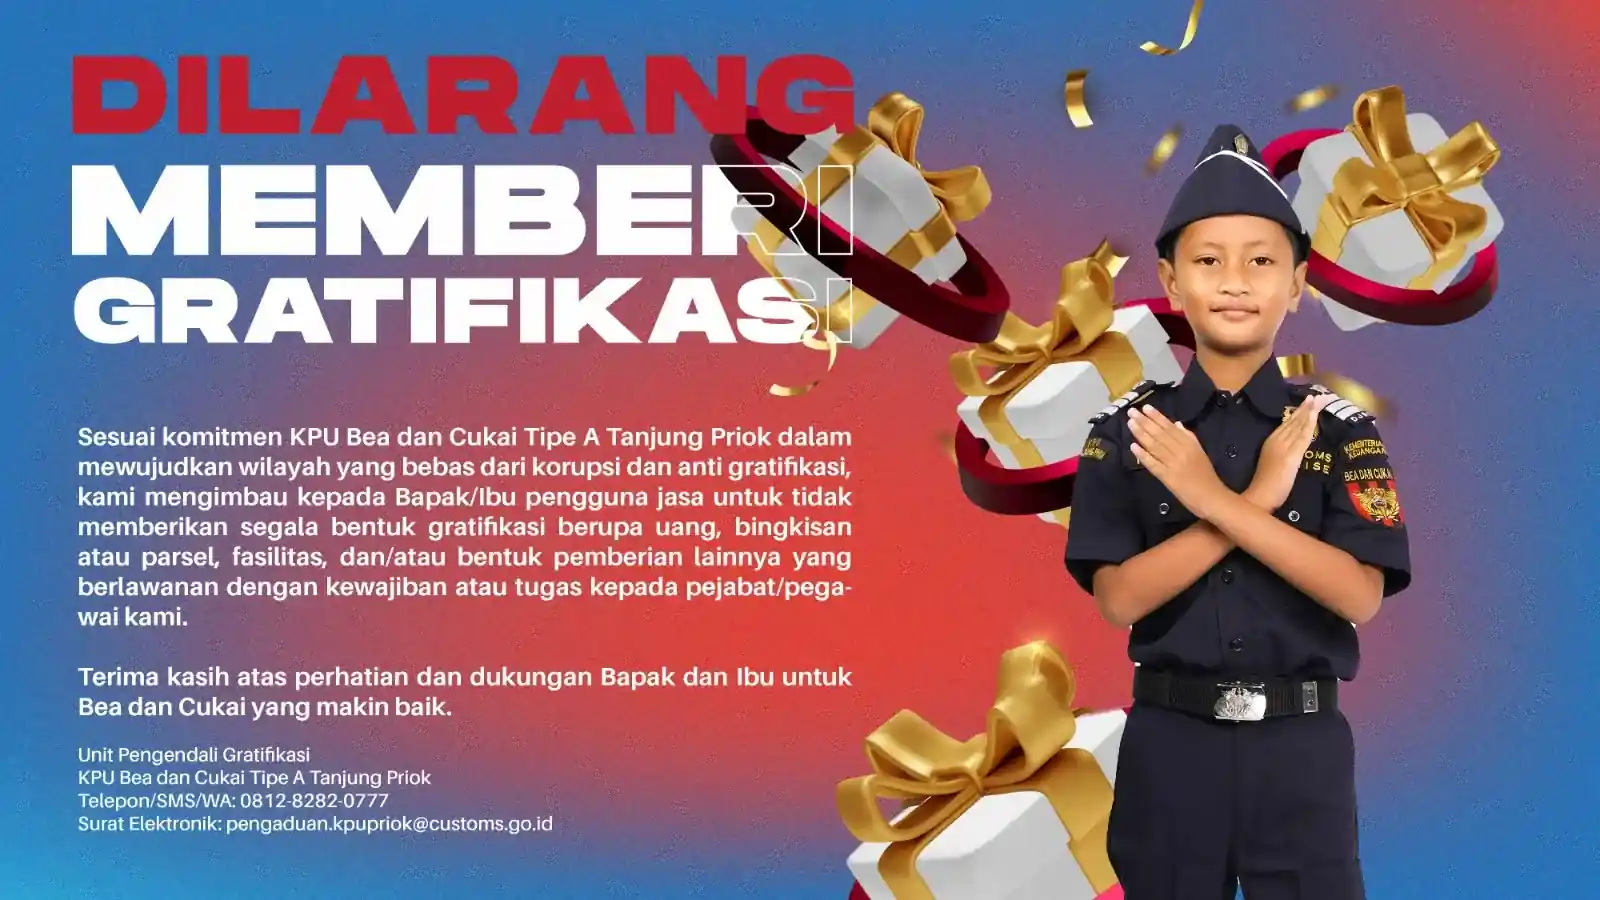 DILARANG
MEMBERI
GRATIFIKASI
Sesuai komitmen KPU Bea dan Cukai Tipe A Tanjung Priok dalam
mewujudkan wilayah yang bebas dari korupsi dan anti gratifikasi,
kami mengimbau kepada Bapak/Ibu pengguna jasa untuk tidak
memberikan segala bentuk gratifikasi berupa uang, bingkisan
atau parsel, fasilitas, dan/atau bentuk pemberian lainnya yang
berlawanan dengan kewajiban atau tugas kepada pejabat/pega-
wai kami.
Terima kasih atas perhatian dan dukungan Bapak dan Ibu untuk
Bea dan Cukai yang makin baik.
Unit Pengendali Gratifikasi
KPU Bea dan Cukai Tipe A Tanjung Priok
Telepon/SMS/WA: 0812-8282-0777
Surat Elektronik: pengaduan.kpupriok@customs.go.id
KPU
BEA DAN CUKAI